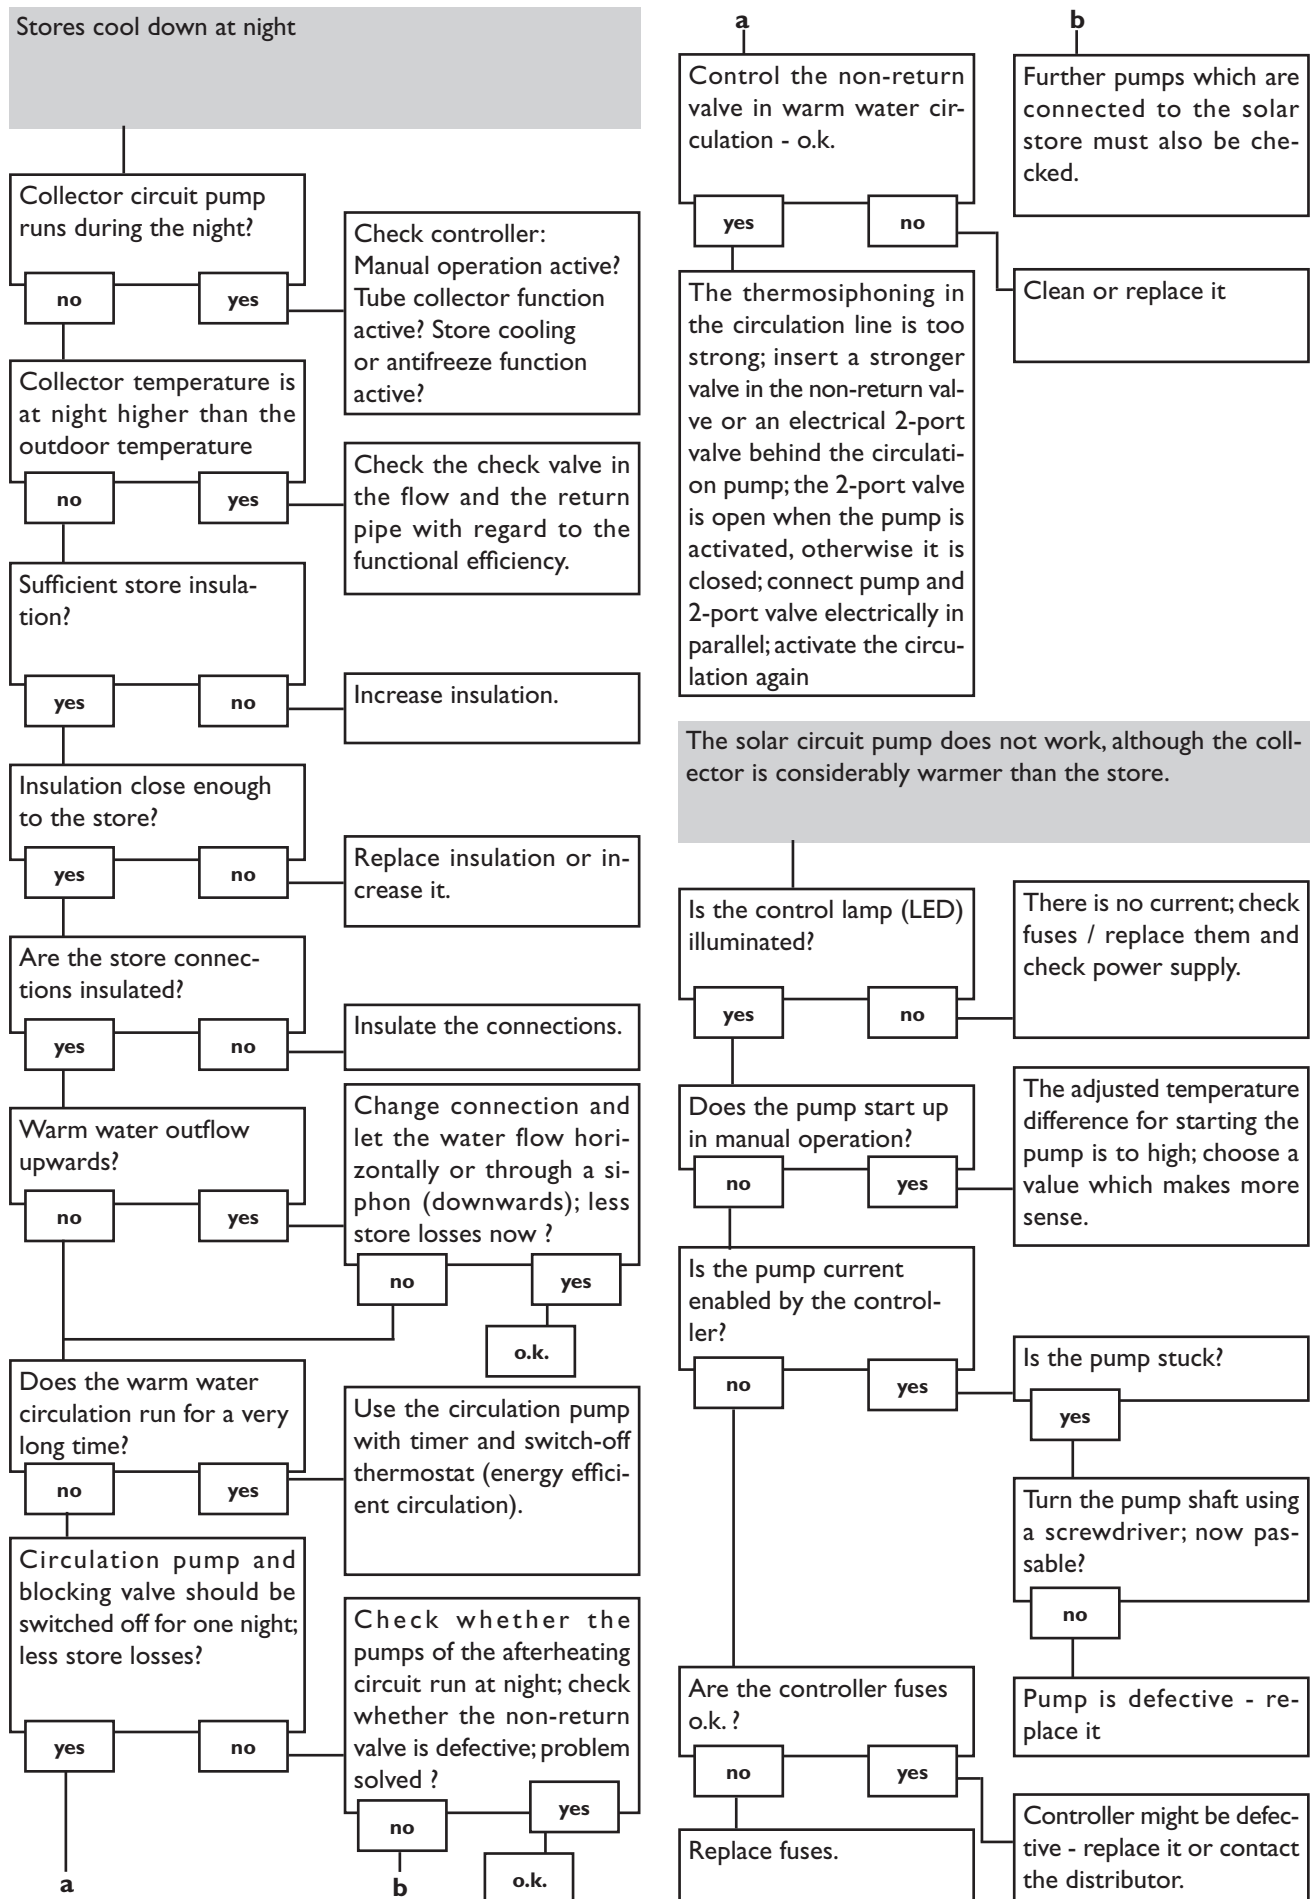 Stores cool down at night
Collector circuit pump
runs during the night?
no
yes
Check controller:
Manual operation active?
Tube collector function
active? Store cooling
or antifreeze function
active?
Collector temperature is
at night higher than the
outdoor temperature
no
yes
Check the check valve in
the flow and the return
pipe with regard to the
functional efficiency.
Sufficient store insula-
tion?
yes
no
Increase insulation.
Insulation close enough
to the store?
yes
no
Replace insulation or in-
crease it.
Are the store connec-
tions insulated?
yes
no
Insulate the connections.
Warm water outflow
upwards?
no
yes
Change connection and
let the water flow hori-
zontally or through a si-
phon (downwards); less
store losses now ?
no
yes
o.k.
Does the warm water
circulation run for a very
long time?
no
yes
Use the circulation pump
with timer and switch-off
thermostat (energy effici-
ent circulation).
Circulation pump and
blocking valve should be
switched off for one night;
less store losses?
yes
no
Check whether the
pumps of the afterheating
circuit run at night; check
whether the non-return
valve is defective; problem
solved ?
no
yes
o.k.
a
b
a
Control the non-return
valve in warm water cir-
culation - o.k.
yes
no
b
Further pumps which are
connected to the solar
store must also be che-
cked.
Clean or replace it
The thermosiphoning in
the circulation line is too
strong; insert a stronger
valve in the non-return val-
ve or an electrical 2-port
valve behind the circulati-
on pump; the 2-port valve
is open when the pump is
activated, otherwise it is
closed; connect pump and
2-port valve electrically in
parallel; activate the circu-
lation again
The solar circuit pump does not work, although the coll-
ector is considerably warmer than the store.
Is the control lamp (LED)
illuminated?
yes
no
There is no current; check
fuses / replace them and
check power supply.
Does the pump start up
in manual operation?
no
yes
The adjusted temperature
difference for starting the
pump is to high; choose a
value which makes more
sense.
Is the pump current
enabled by the control-
ler?
no
yes
Is the pump stuck?
yes
Turn the pump shaft using
a screwdriver; now pas-
sable?
no
Pump is defective - re-
place it
Are the controller fuses
o.k. ?
no
yes
Replace fuses.
Controller might be defec-
tive - replace it or contact
the distributor.